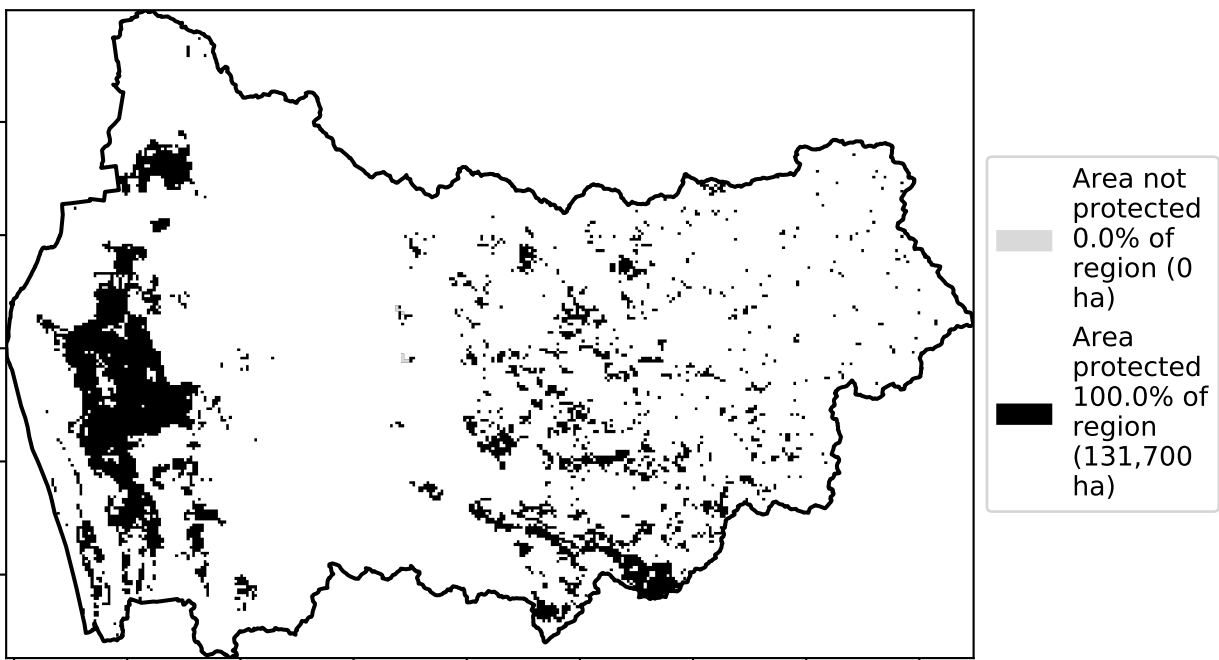 Area not
protected
0.0% of
region (0
ha)
Area
protected
100.0% of
region
(131,700
ha)